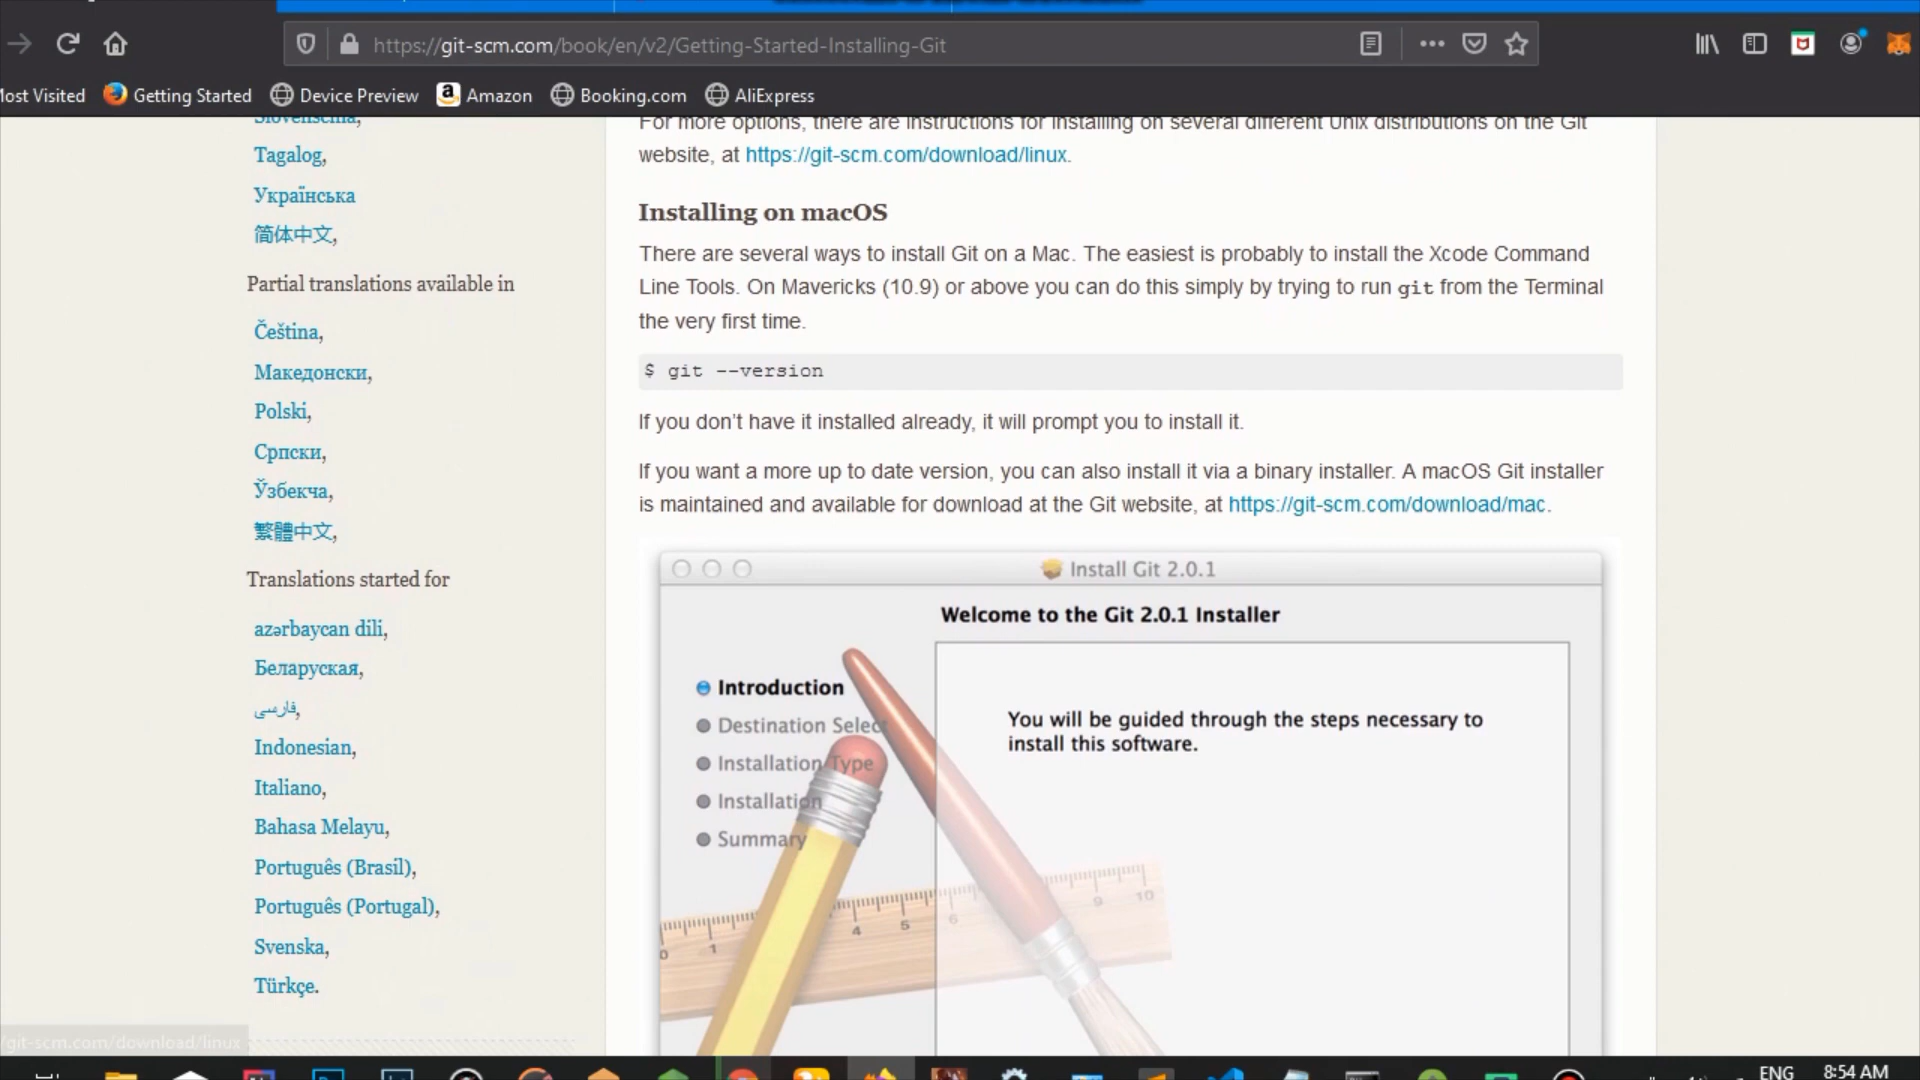 https://git-scm.com/book/en/v2/Getting-Started-Installing-Git
Most Visited
Getting Started
Device Preview
Amazon
Booking.com
AliExpress
Slovenščina,
Tagalog,
Українська
简体中文,
Partial translations available in
Čeština,
Македонски,
Polski,
Српски,
Ўзбекча,
繁體中文,
Translations started for
azərbaycan dili,
Беларуская,
فارسی,
Indonesian,
Italiano,
Bahasa Melayu,
Português (Brasil),
Português (Portugal),
Svenska,
Türkçe.
For more options, there are instructions for installing on several different Unix distributions on the Git
website, at https://git-scm.com/download/linux.
Installing on macOS
There are several ways to install Git on a Mac. The easiest is probably to install the Xcode Command
Line Tools. On Mavericks (10.9) or above you can do this simply by trying to run git from the Terminal
the very first time.
$ git --version
If you don’t have it installed already, it will prompt you to install it.
If you want a more up to date version, you can also install it via a binary installer. A macOS Git installer
is maintained and available for download at the Git website, at https://git-scm.com/download/mac.
Install Git 2.0.1
Welcome to the Git 2.0.1 Installer
Introduction
Destination Select
Installation Type
Installation
Summary
You will be guided through the steps necessary to
install this software.
0 1 4 5 6 9 10
/git-scm.com/download/linux
ENG
8:54 AM